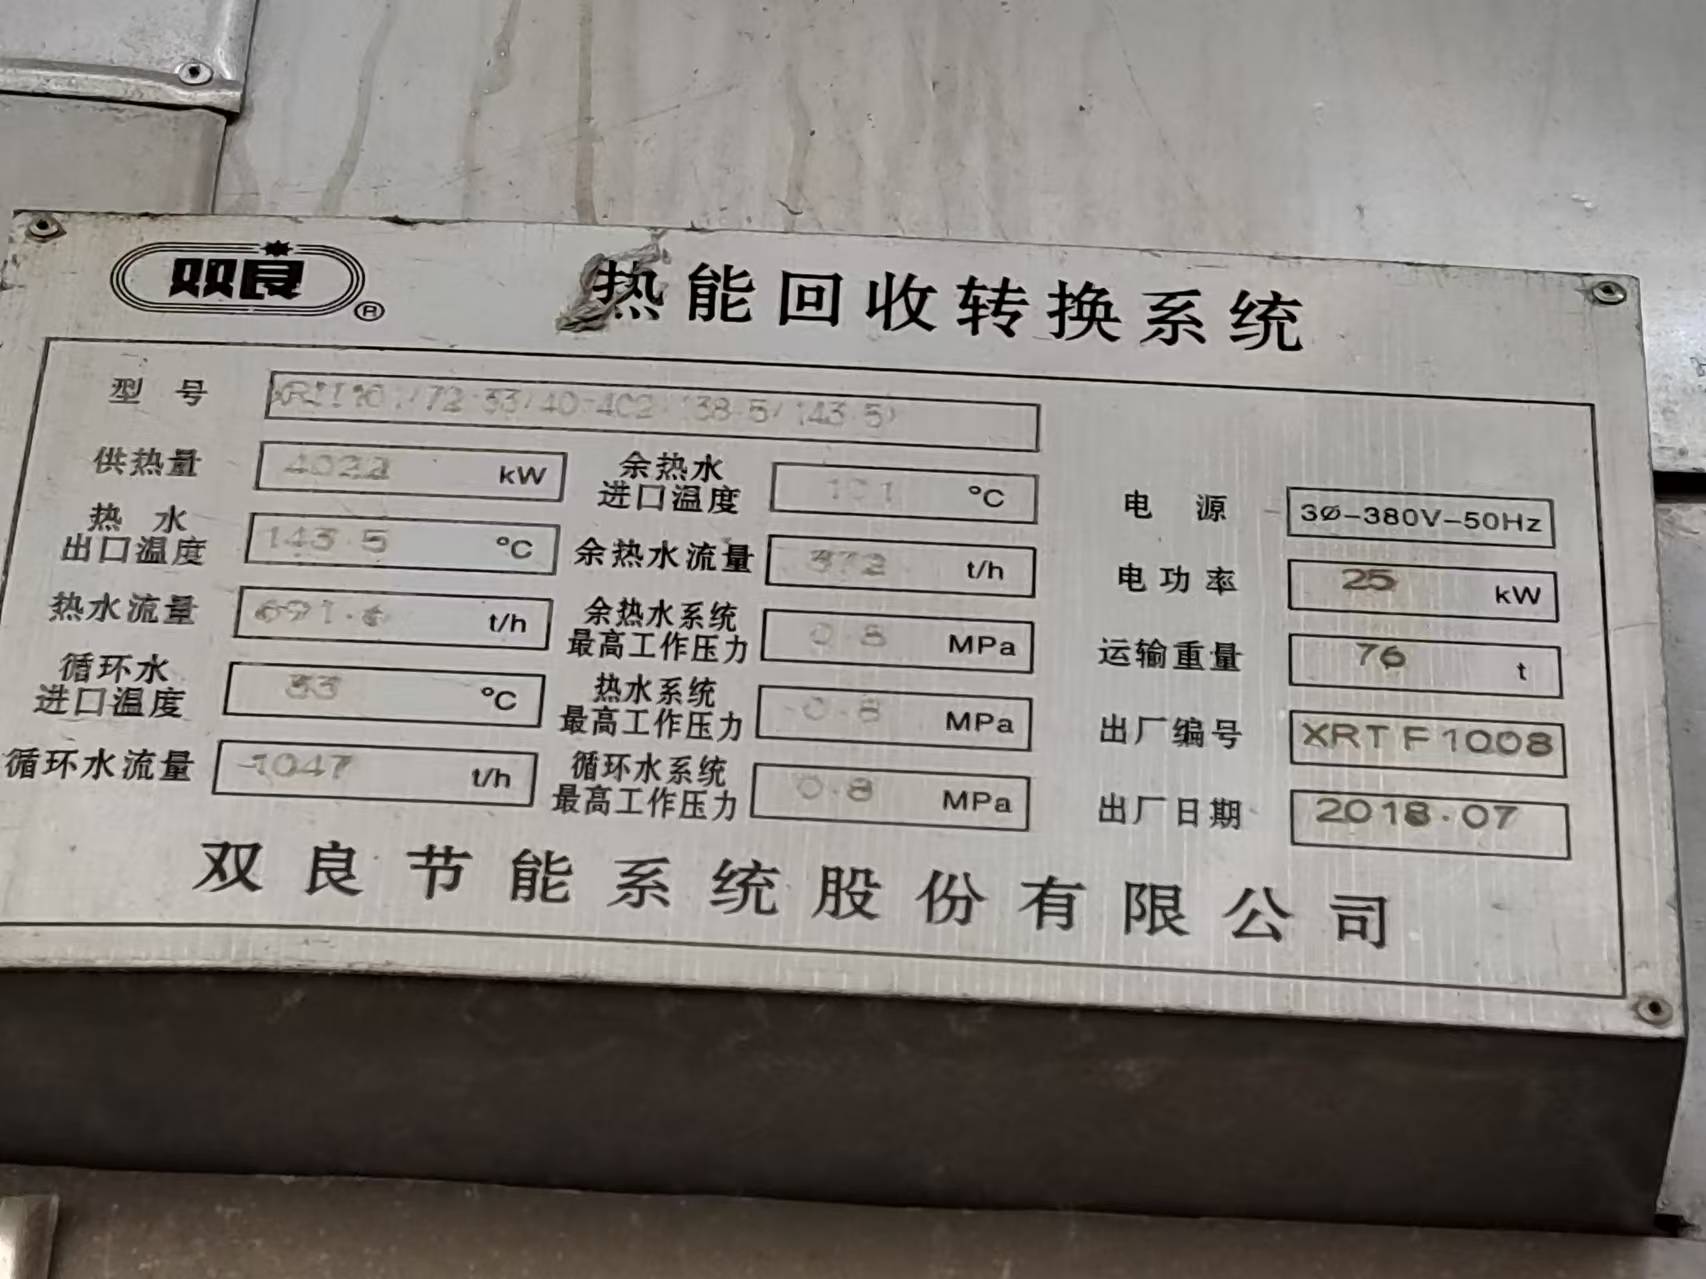 双良®
热能回收转换系统
型号
供热量 4022 kW
热水出口温度 143.5 °C
热水流量 691.6 t/h
循环水进口温度 33 °C
循环水流量 1047 t/h
余热水进口温度 101 °C
余热水流量 372 t/h
余热水系统最高工作压力 0.8 MPa
热水系统最高工作压力 0.8 MPa
循环水系统最高工作压力 0.8 MPa
电源 3Ø-380V-50Hz
电功率 25 kW
运输重量 76 t
出厂编号 XRTF1008
出厂日期 2018.07
双良节能系统股份有限公司